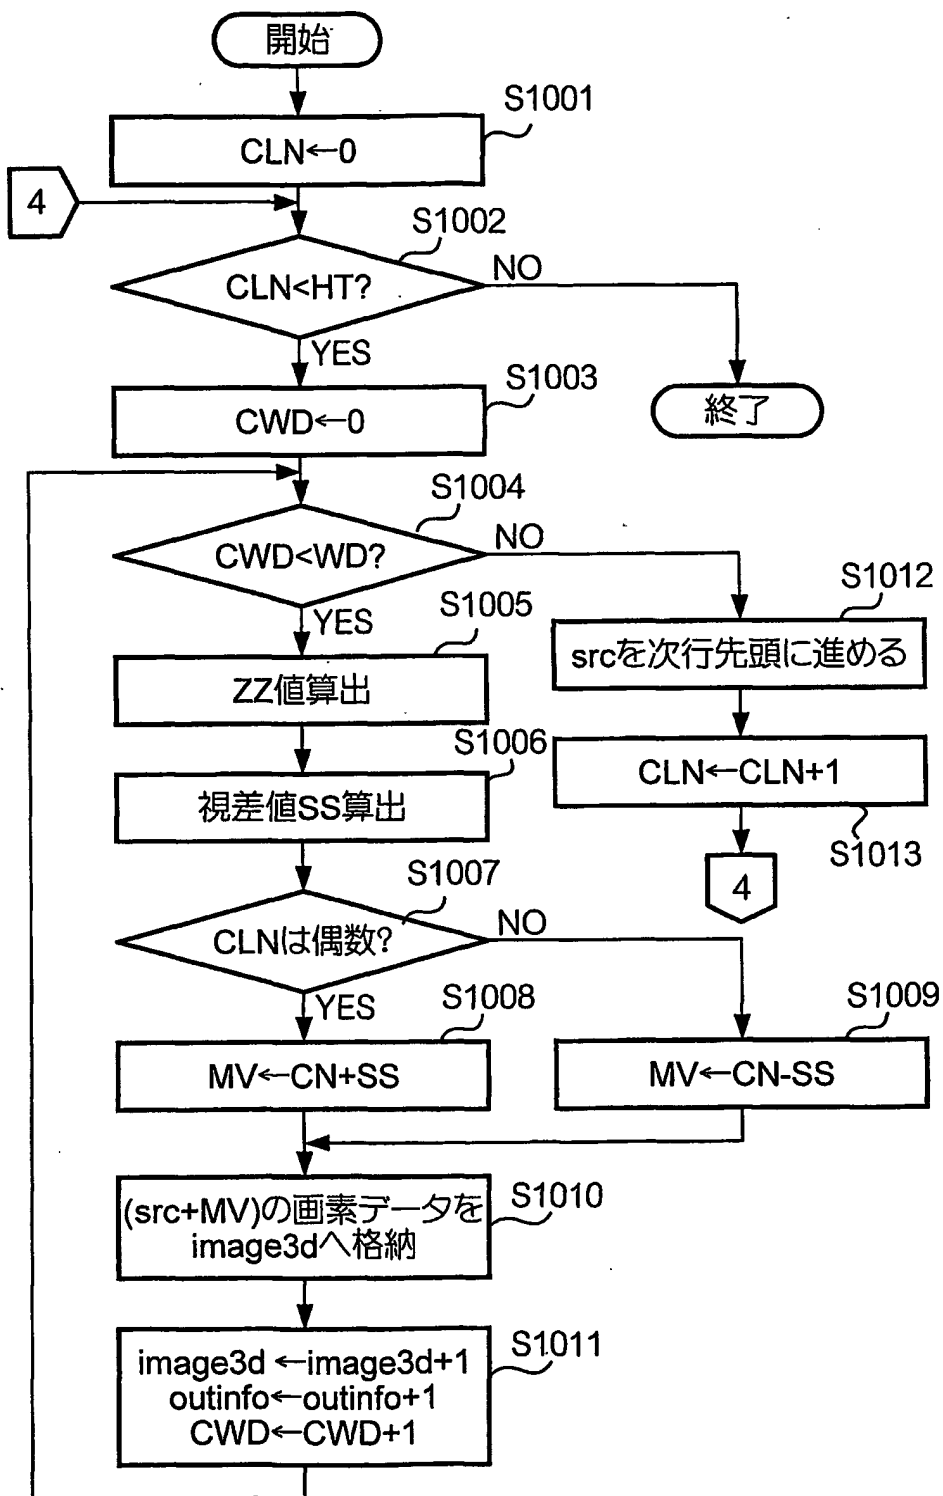 開始
S1001
CLN←0
4
S1002
CLN<HT?
NO
YES
S1003
CWD←0
終了
S1004
CWD<WD?
NO
YES
S1005
ZZ値算出
S1012
srcを次行先頭に進める
S1006
視差値SS算出
CLN←CLN+1
S1013
4
S1007
CLNは偶数?
NO
YES
S1008
MV←CN+SS
S1009
MV←CN-SS
(src+MV)の画素データを
image3dへ格納
S1010
S1011
image3d←image3d+1
outinfo←outinfo+1
CWD←CWD+1